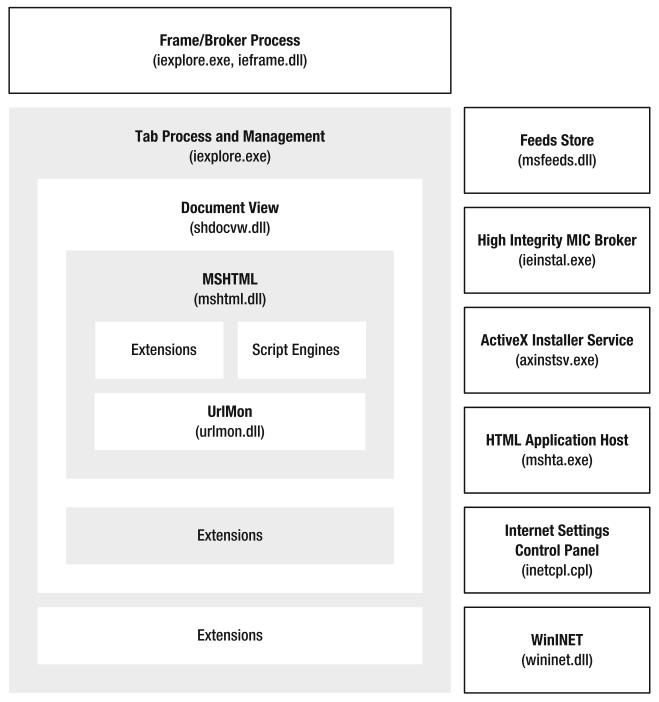 Frame/Broker Process
(iexplore.exe, ieframe.dll)
Tab Process and Management
(iexplore.exe)
Document View
(shdocvw.dll)
MSHTML
(mshtml.dll)
Extensions
Script Engines
UrlMon
(urlmon.dll)
Extensions
Extensions
Feeds Store
(msfeeds.dll)
High Integrity MIC Broker
(ieinstal.exe)
ActiveX Installer Service
(axinstsv.exe)
HTML Application Host
(mshta.exe)
Internet Settings
Control Panel
(inetcpl.cpl)
WinINET
(wininet.dll)